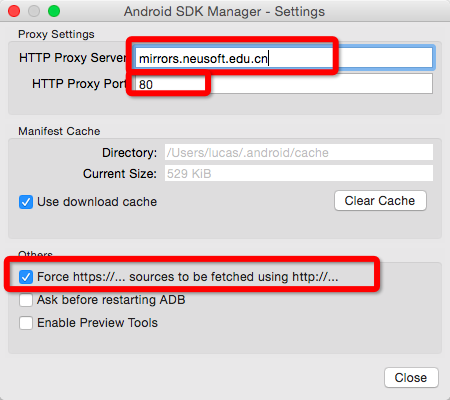 Android SDK Manager - Settings
Proxy Settings
HTTP Proxy Server mirrors.neusoft.edu.cn
HTTP Proxy Port 80
Manifest Cache
Directory: /Users/lucas/.android/cache
Current Size: 529 KiB
Use download cache Clear Cache
Others
Force https://... sources to be fetched using http://...
Ask before restarting ADB
Enable Preview Tools
Close